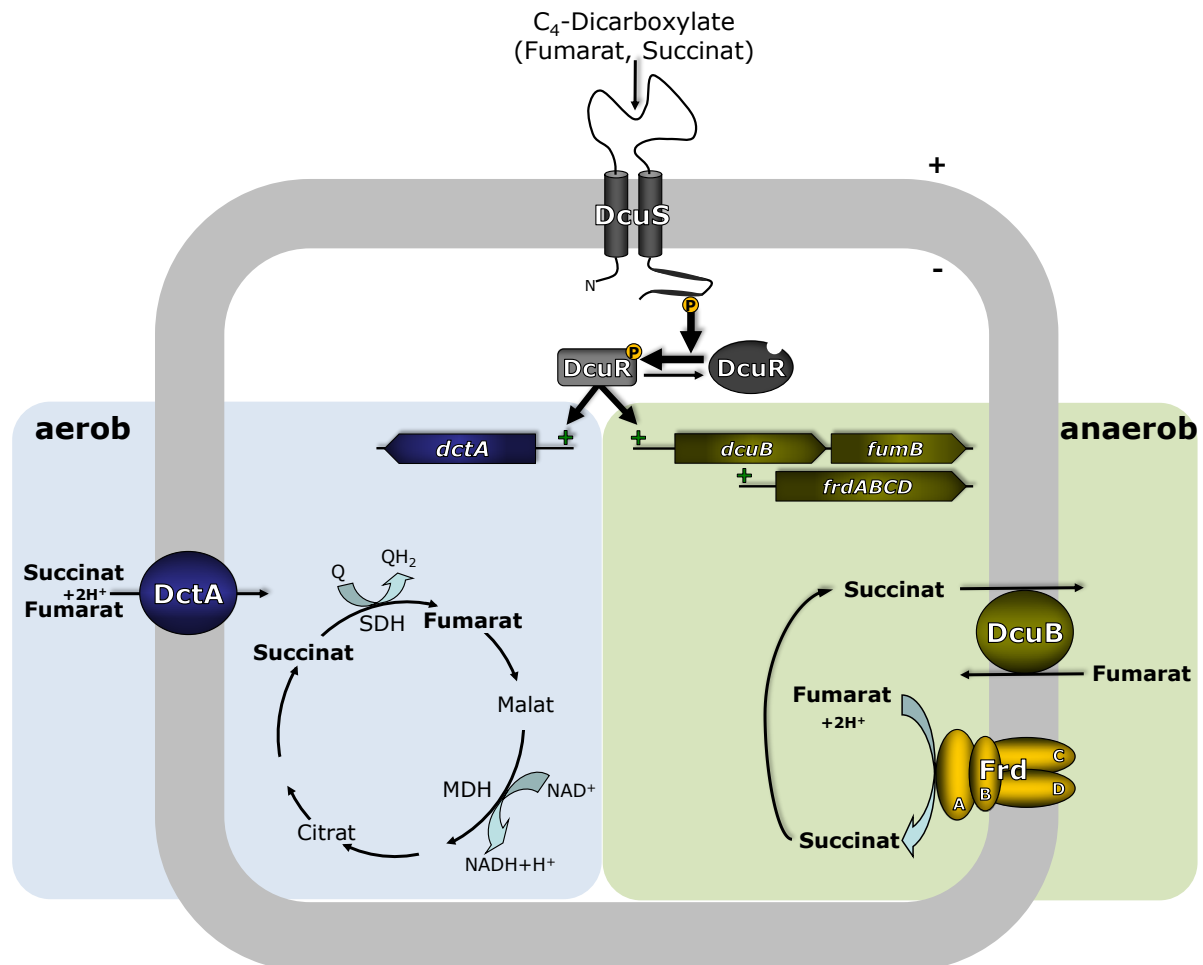 C₄-Dicarboxylate
(Fumarat, Succinat)
+
DcuS
-
N
P
P
DcuR
DcuR
aerob
anaerob
+
+
dctA
dcuB
fumB
+
frdABCD
Succinat
+2H⁺
Fumarat
DctA
Q
QH₂
SDH
Fumarat
Succinat
Malat
MDH
NAD⁺
NADH+H⁺
Citrat
Succinat
DcuB
Fumarat
Fumarat
+2H⁺
Frd
A
B
C
D
Succinat